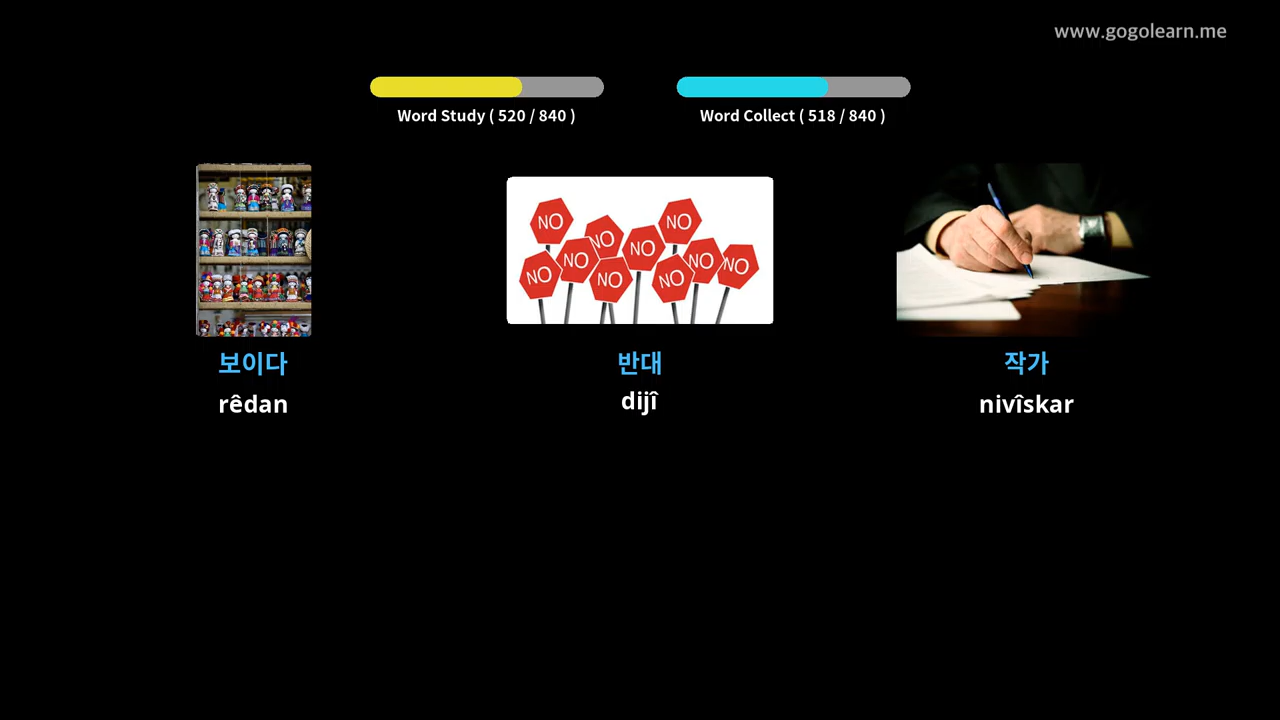 www.gogolearn.me
Word Study ( 520 / 840 )
Word Collect ( 518 / 840 )
NO
NO
NO
NO
NO
NO
NO
NO
NO
NO
보이다
반대
작가
rêdan
dijî
nivîskar